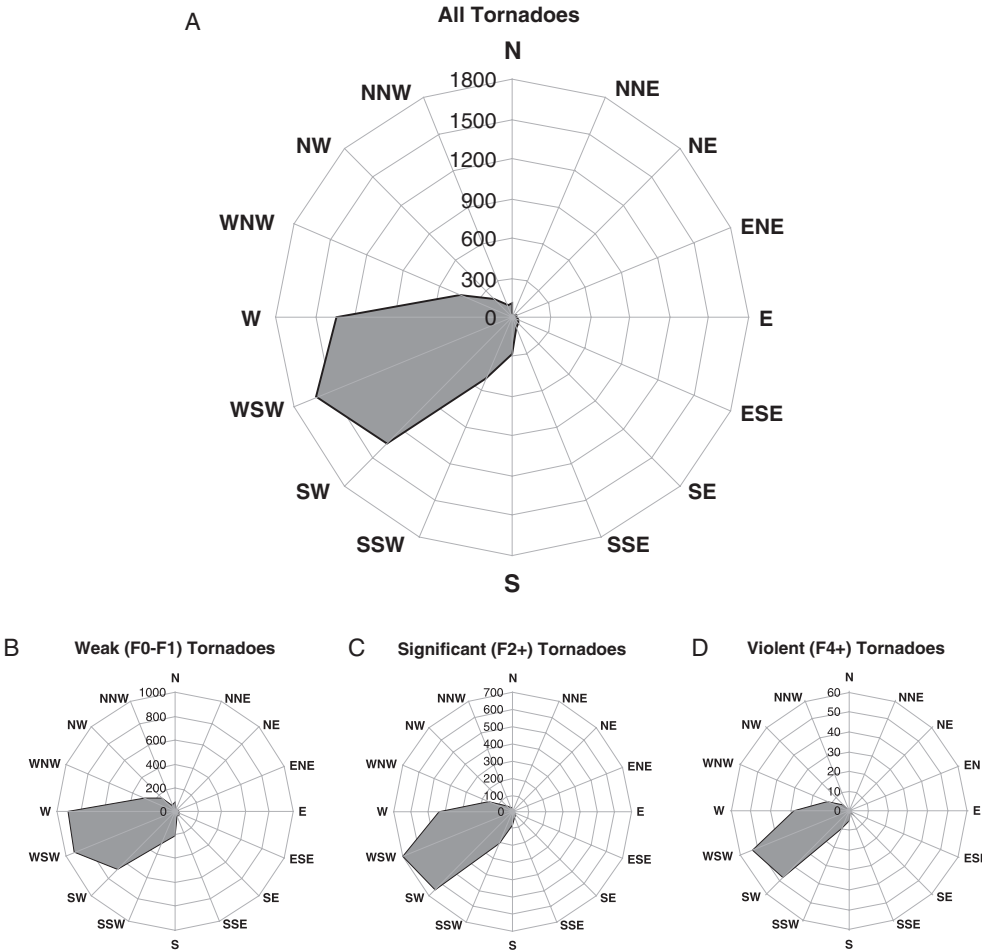 A
All Tornadoes
N
1800
NNW
NNE
1500
NW
NE
1200
900
WNW
ENE
600
300
W
0
E
WSW
ESE
SW
SE
SSW
SSE
S
B
Weak (F0-F1) Tornadoes
N
1000
NNW
NNE
800
NW
NE
600
WNW
ENE
400
200
W
0
E
WSW
ESE
SW
SE
SSW
SSE
S
C
Significant (F2+) Tornadoes
N
700
NNW
NNE
600
500
NW
NE
400
WNW
ENE
300
200
100
W
0
E
WSW
ESE
SW
SE
SSW
SSE
S
D
Violent (F4+) Tornadoes
N
60
NNW
NNE
50
NW
NE
40
30
WNW
EN
20
10
W
0
E
WSW
ESE
SW
SE
SSW
SSE
S